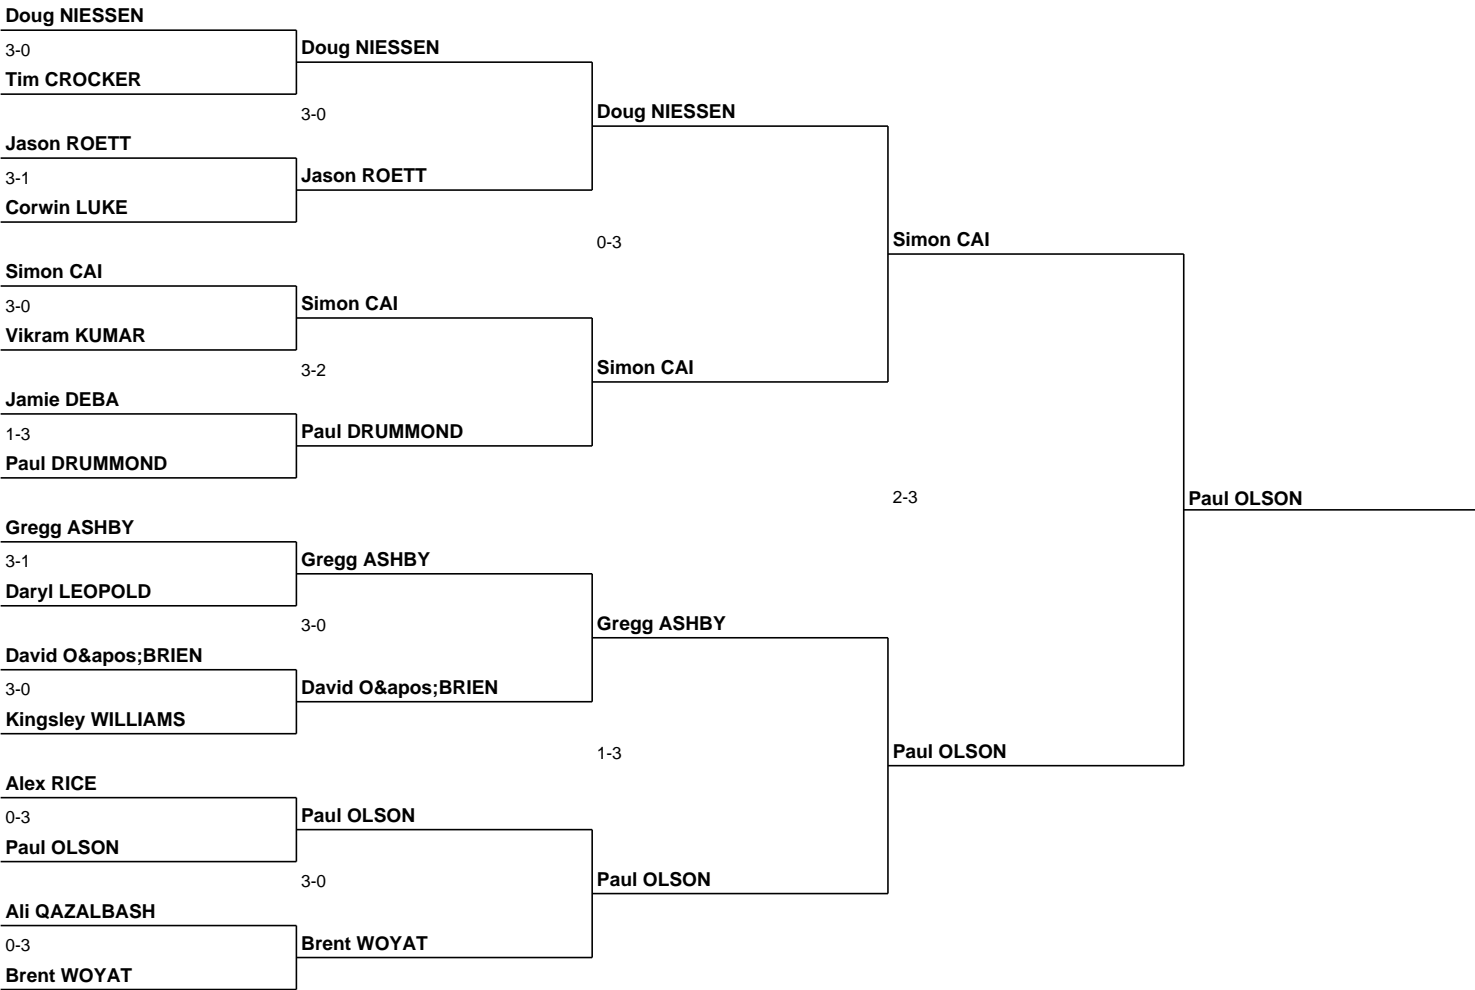 Doug NIESSEN
3-0
Tim CROCKER
Jason ROETT
3-1
Corwin LUKE
Simon CAI
3-0
Vikram KUMAR
Jamie DEBA
1-3
Paul DRUMMOND
Gregg ASHBY
3-1
Daryl LEOPOLD
David O&apos;BRIEN
3-0
Kingsley WILLIAMS
Alex RICE
0-3
Paul OLSON
Ali QAZALBASH
0-3
Brent WOYAT
Doug NIESSEN
3-0
Jason ROETT
Simon CAI
3-2
Paul DRUMMOND
Gregg ASHBY
3-0
David O&apos;BRIEN
Paul OLSON
3-0
Brent WOYAT
Doug NIESSEN
0-3
Simon CAI
Gregg ASHBY
1-3
Paul OLSON
Simon CAI
2-3
Paul OLSON
Paul OLSON